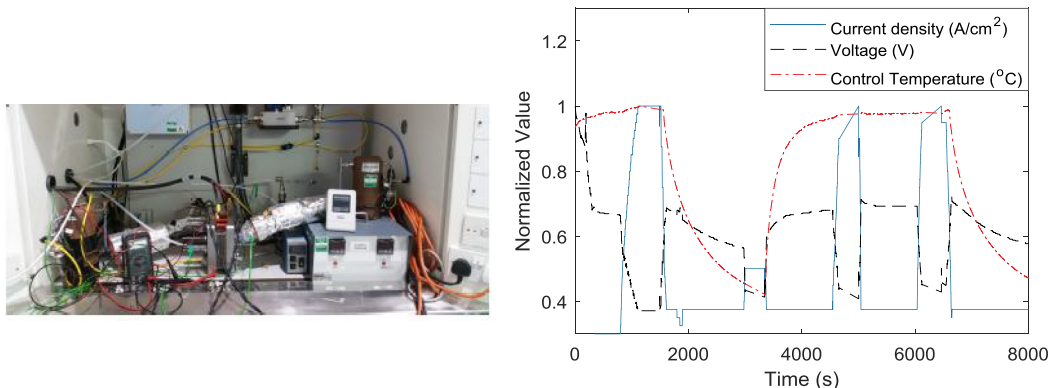 Current density (A/cm²)
Voltage (V)
Control Temperature (°C)
Normalized Value
1.2
1
0.8
0.6
0.4
0
2000
4000
6000
8000
Time (s)